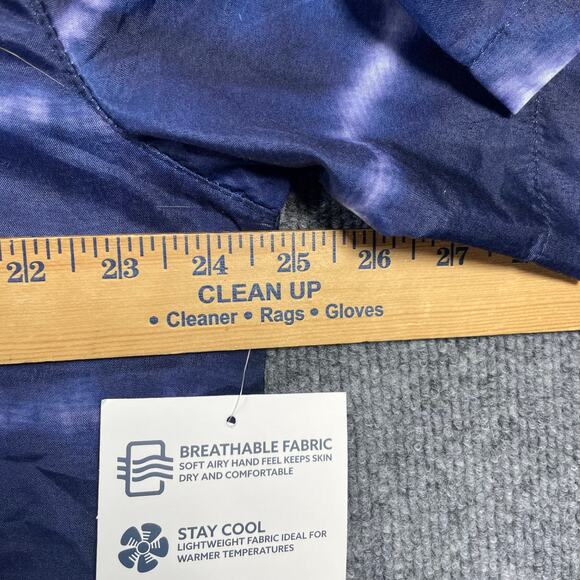 22 23 24 25 26 27
CLEAN UP
• Cleaner • Rags • Gloves
BREATHABLE FABRIC
SOFT AIRY HAND FEEL KEEPS SKIN
DRY AND COMFORTABLE
STAY COOL
LIGHTWEIGHT FABRIC IDEAL FOR
WARMER TEMPERATURES